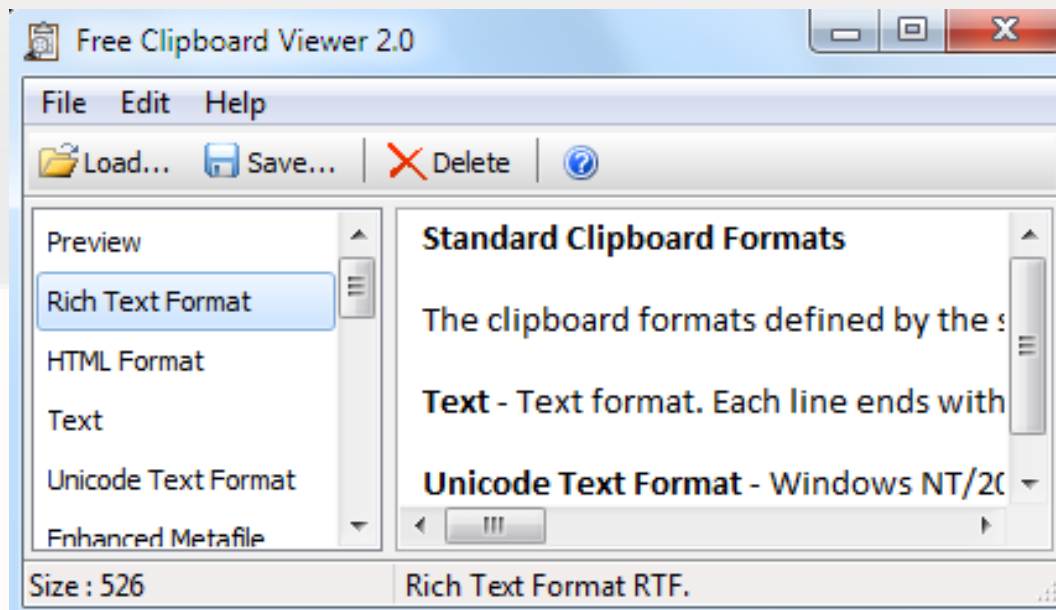 Free Clipboard Viewer 2.0
File Edit Help
Load... Save... Delete
Preview
Rich Text Format
HTML Format
Text
Unicode Text Format
Enhanced Metafile
Standard Clipboard Formats
The clipboard formats defined by the
Text - Text format. Each line ends with
Unicode Text Format - Windows NT/
Size : 526
Rich Text Format RTF.